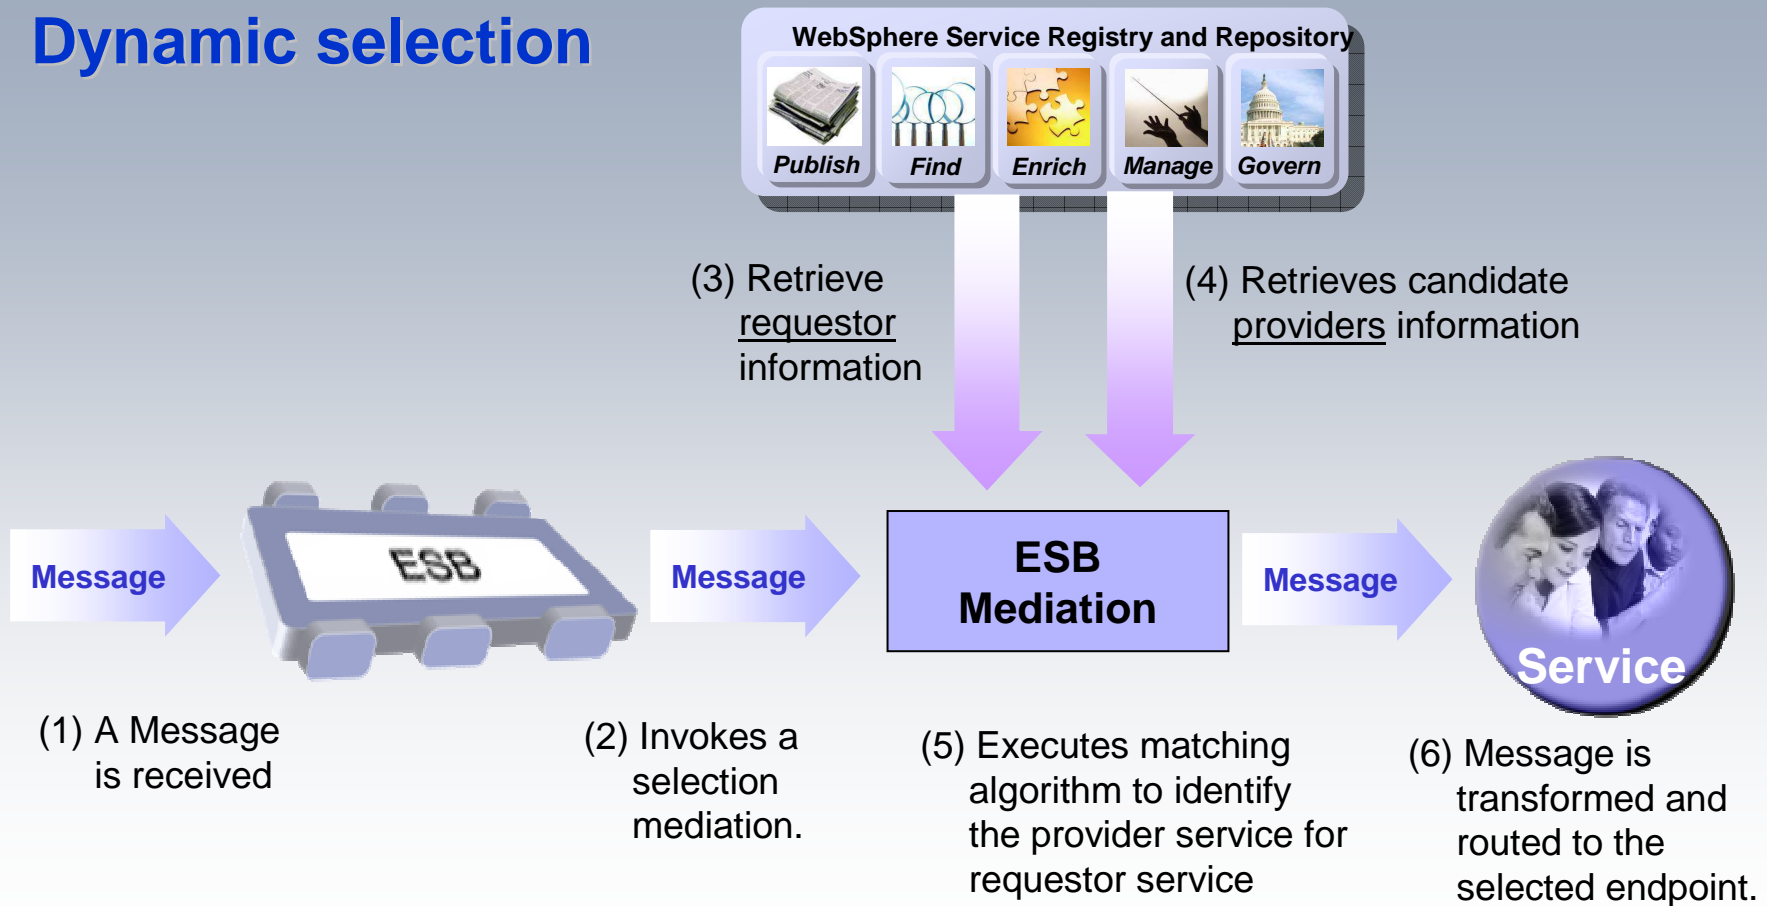 Dynamic selection
WebSphere Service Registry and Repository
Publish
Find
Enrich
Manage
Govern
(3) Retrieve
requestor
information
(4) Retrieves candidate
providers information
Message
ESB
Message
ESB
Mediation
Message
Service
(1) A Message
is received
(2) Invokes a
selection
mediation.
(5) Executes matching
algorithm to identify
the provider service for
requestor service
(6) Message is
transformed and
routed to the
selected endpoint.